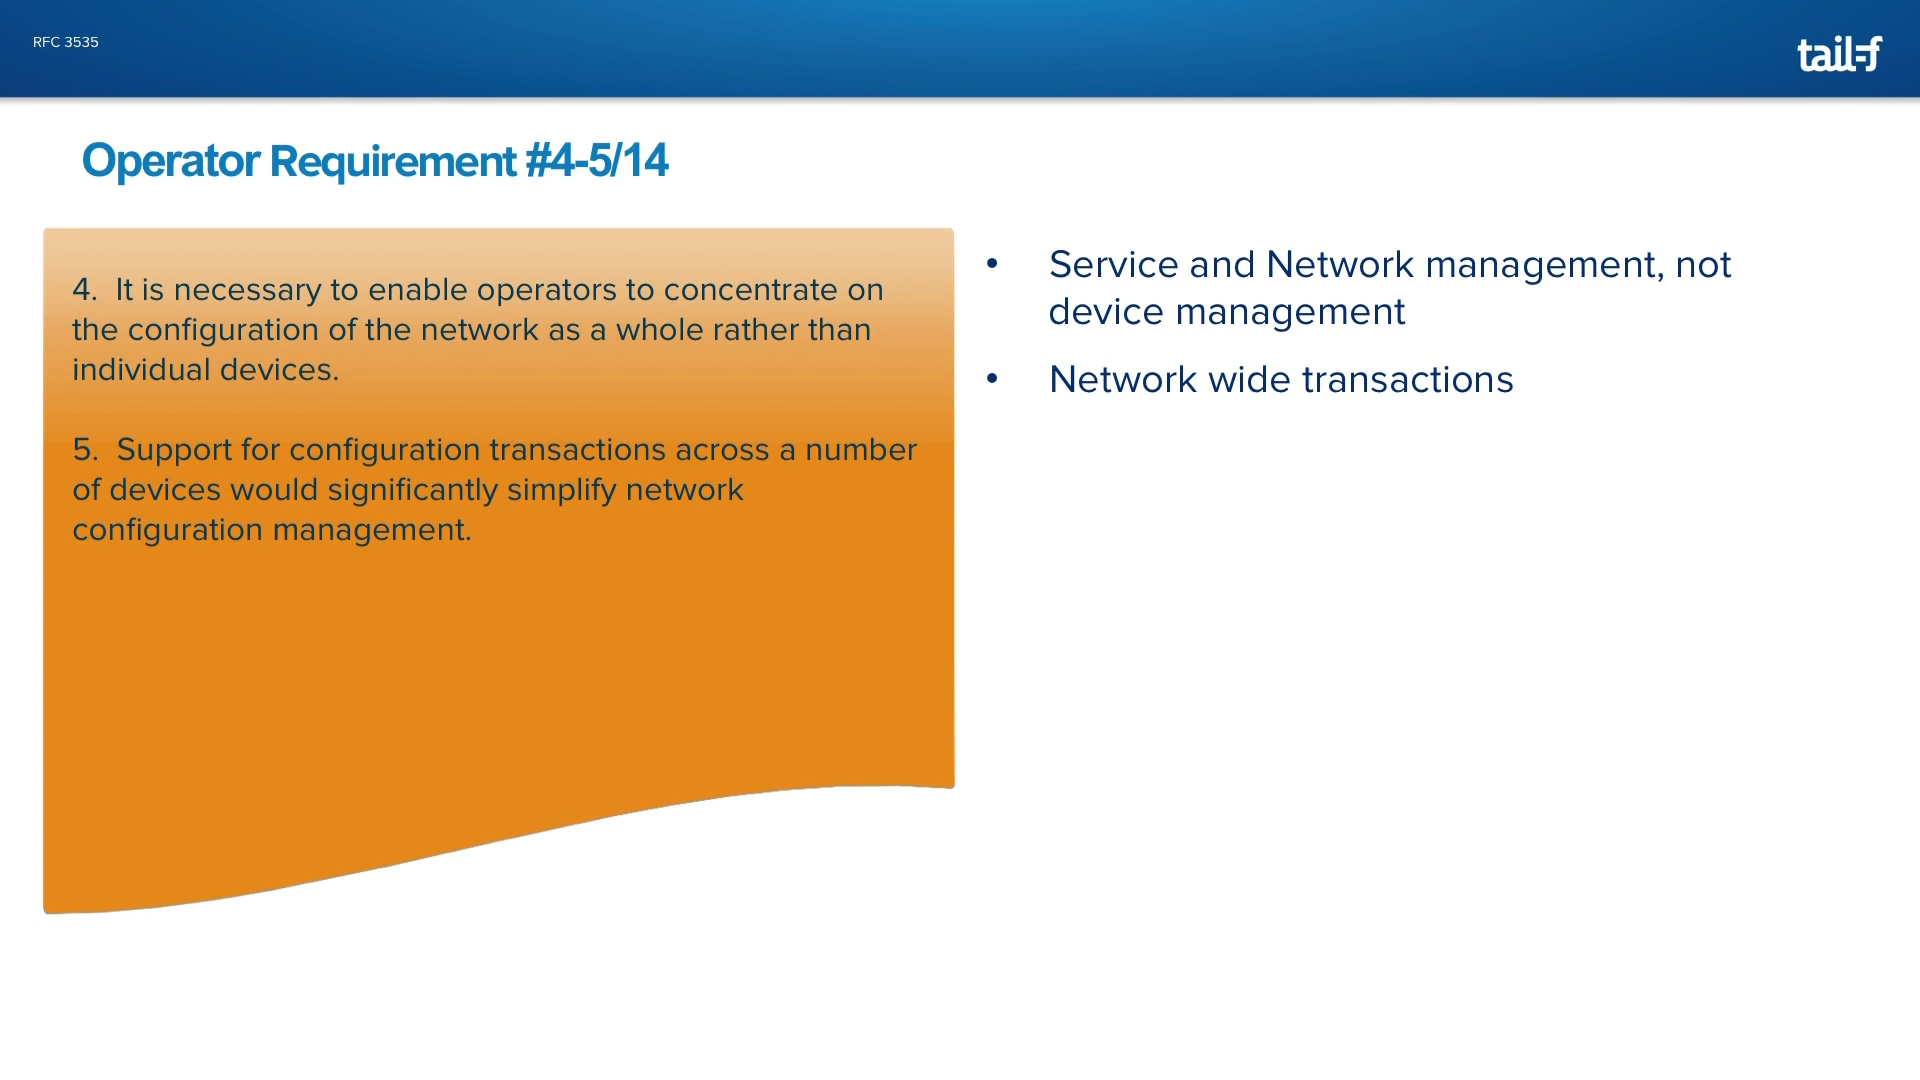 RFC 3535
tail-f
Operator Requirement #4-5/14
4.  It is necessary to enable operators to concentrate on
the configuration of the network as a whole rather than
individual devices.
5.  Support for configuration transactions across a number
of devices would significantly simplify network
configuration management.
• Service and Network management, not
device management
• Network wide transactions